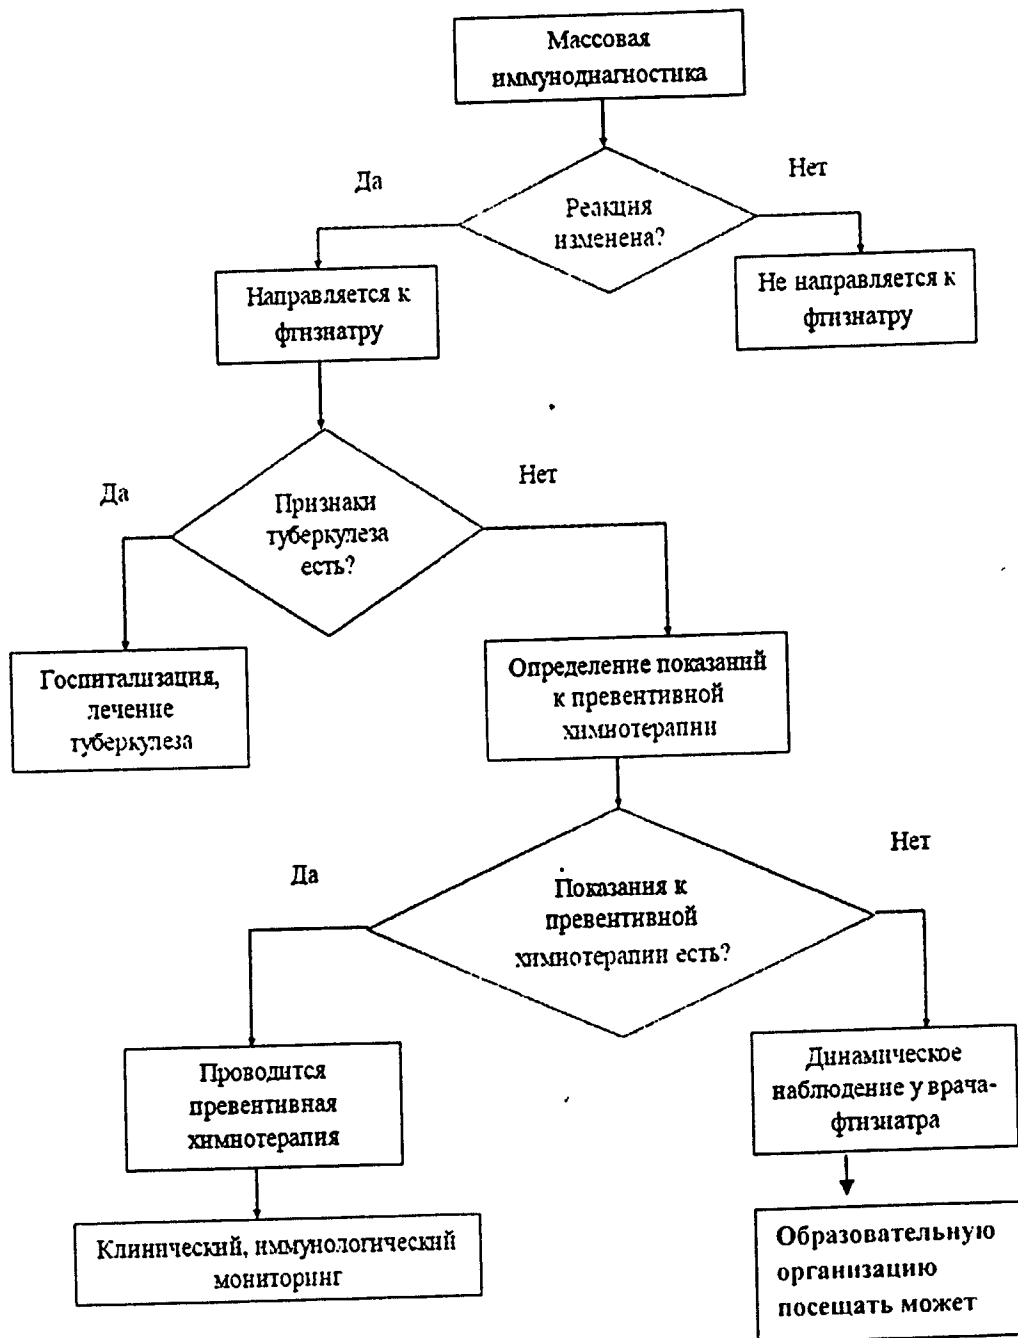 Массовая
иммунодиагностика
Да
Нет
Реакция
изменена?
Направляется к
фтизиатру
Не направляется к
фтизиатру
Да
Нет
Признаки
туберкулеза
есть?
Госпитализация,
лечение
туберкулеза
Определение показаний
к превентивной
химиотерапии
Да
Нет
Показания к
превентивной
химиотерапии есть?
Проводится
превентивная
химиотерапия
Динамическое
наблюдение у врача-
фтизиатра
Клинический, иммунологический
мониторинг
Образовательную
организацию
посещать может